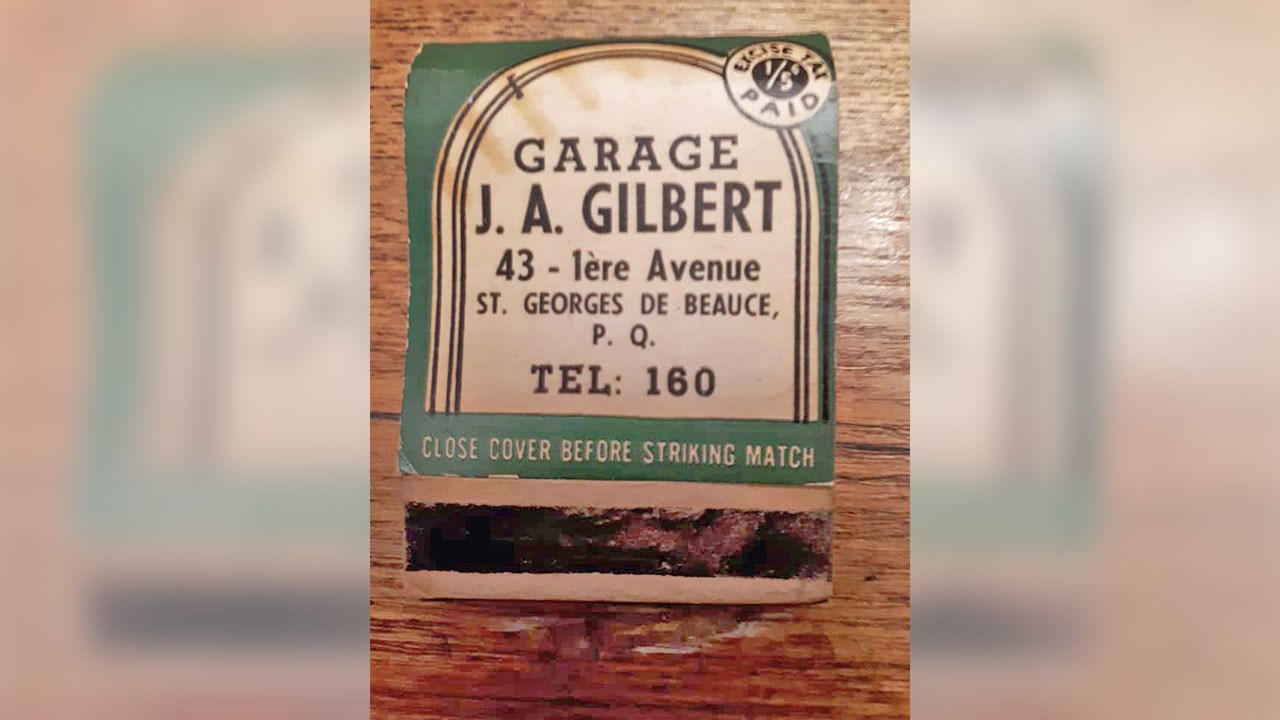 EXCISE TAX
1/5¢
PAID
GARAGE
J. A. GILBERT
43 - 1ère Avenue
ST. GEORGES DE BEAUCE,
P. Q.
TEL: 160
CLOSE COVER BEFORE STRIKING MATCH